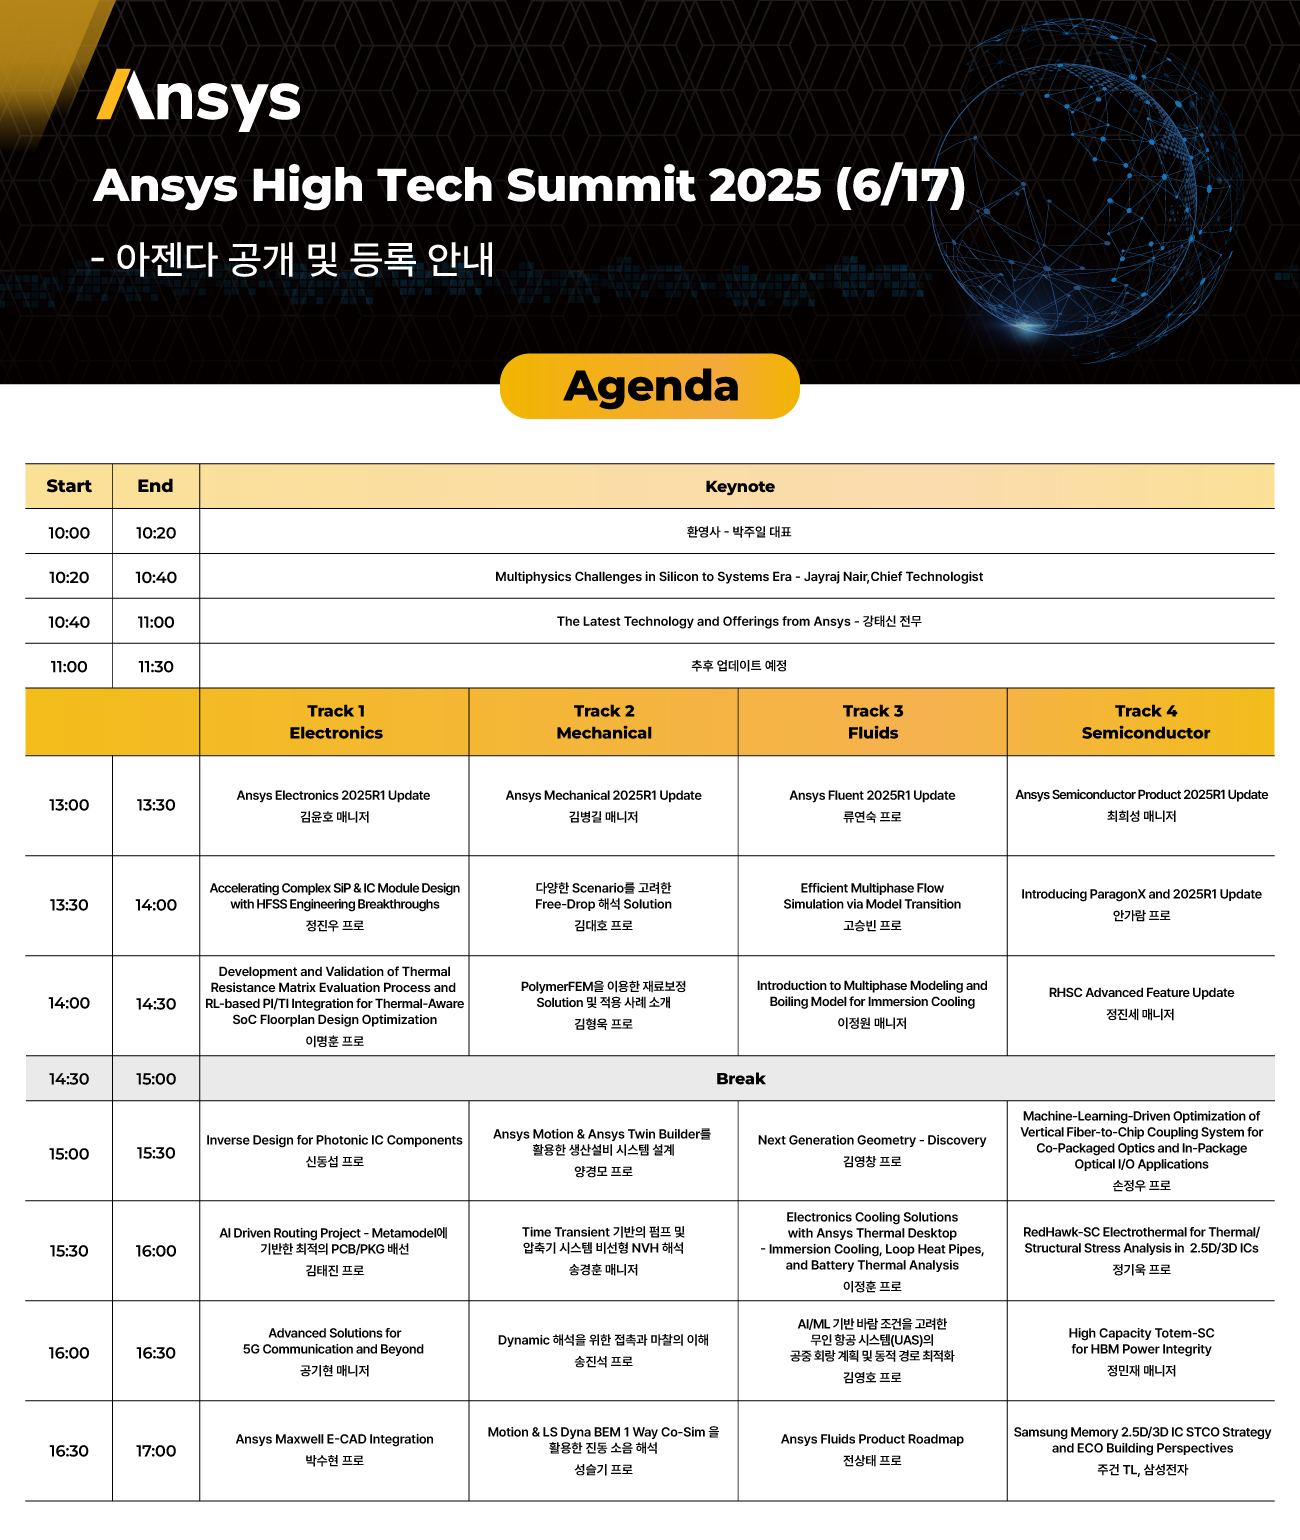 Ansys
Ansys High Tech Summit 2025 (6/17)
- 아젠다 공개 및 등록 안내
Agenda
Start End Keynote
10:00 10:20 환영사 - 박주일 대표
10:20 10:40 Multiphysics Challenges in Silicon to Systems Era - Jayraj Nair,Chief Technologist
10:40 11:00 The Latest Technology and Offerings from Ansys - 강태신 전무
11:00 11:30 추후 업데이트 예정
Track 1
Electronics
Track 2
Mechanical
Track 3
Fluids
Track 4
Semiconductor
13:00 13:30
Ansys Electronics 2025R1 Update
김윤호 매니저
Ansys Mechanical 2025R1 Update
김병길 매니저
Ansys Fluent 2025R1 Update
류연숙 프로
Ansys Semiconductor Product 2025R1 Update
최희성 매니저
13:30 14:00
Accelerating Complex SiP & IC Module Design
with HFSS Engineering Breakthroughs
정진우 프로
다양한 Scenario를 고려한
Free-Drop 해석 Solution
김대호 프로
Efficient Multiphase Flow
Simulation via Model Transition
고승빈 프로
Introducing ParagonX and 2025R1 Update
안가람 프로
14:00 14:30
Development and Validation of Thermal
Resistance Matrix Evaluation Process and
RL-based PI/TI Integration for Thermal-Aware
SoC Floorplan Design Optimization
이명훈 프로
PolymerFEM을 이용한 재료보정
Solution 및 적용 사례 소개
김형욱 프로
Introduction to Multiphase Modeling and
Boiling Model for Immersion Cooling
이정원 매니저
RHSC Advanced Feature Update
정진세 매니저
14:30 15:00 Break
15:00 15:30
Inverse Design for Photonic IC Components
신동섭 프로
Ansys Motion & Ansys Twin Builder를
활용한 생산설비 시스템 설계
양경모 프로
Next Generation Geometry - Discovery
김영창 프로
Machine-Learning-Driven Optimization of
Vertical Fiber-to-Chip Coupling System for
Co-Packaged Optics and In-Package
Optical I/O Applications
손정우 프로
15:30 16:00
AI Driven Routing Project - Metamodel에
기반한 최적의 PCB/PKG 배선
김태진 프로
Time Transient 기반의 펌프 및
압축기 시스템 비선형 NVH 해석
송경훈 매니저
Electronics Cooling Solutions
with Ansys Thermal Desktop
- Immersion Cooling, Loop Heat Pipes,
and Battery Thermal Analysis
이정훈 프로
RedHawk-SC Electrothermal for Thermal/
Structural Stress Analysis in 2.5D/3D ICs
정기욱 프로
16:00 16:30
Advanced Solutions for
5G Communication and Beyond
공기현 매니저
Dynamic 해석을 위한 접촉과 마찰의 이해
송진석 프로
AI/ML 기반 바람 조건을 고려한
무인 항공 시스템(UAS)의
공중 회랑 계획 및 동적 경로 최적화
김영호 프로
High Capacity Totem-SC
for HBM Power Integrity
정민재 매니저
16:30 17:00
Ansys Maxwell E-CAD Integration
박수현 프로
Motion & LS Dyna BEM 1 Way Co-Sim 을
활용한 진동 소음 해석
성슬기 프로
Ansys Fluids Product Roadmap
전상태 프로
Samsung Memory 2.5D/3D IC STCO Strategy
and ECO Building Perspectives
주건 TL, 삼성전자